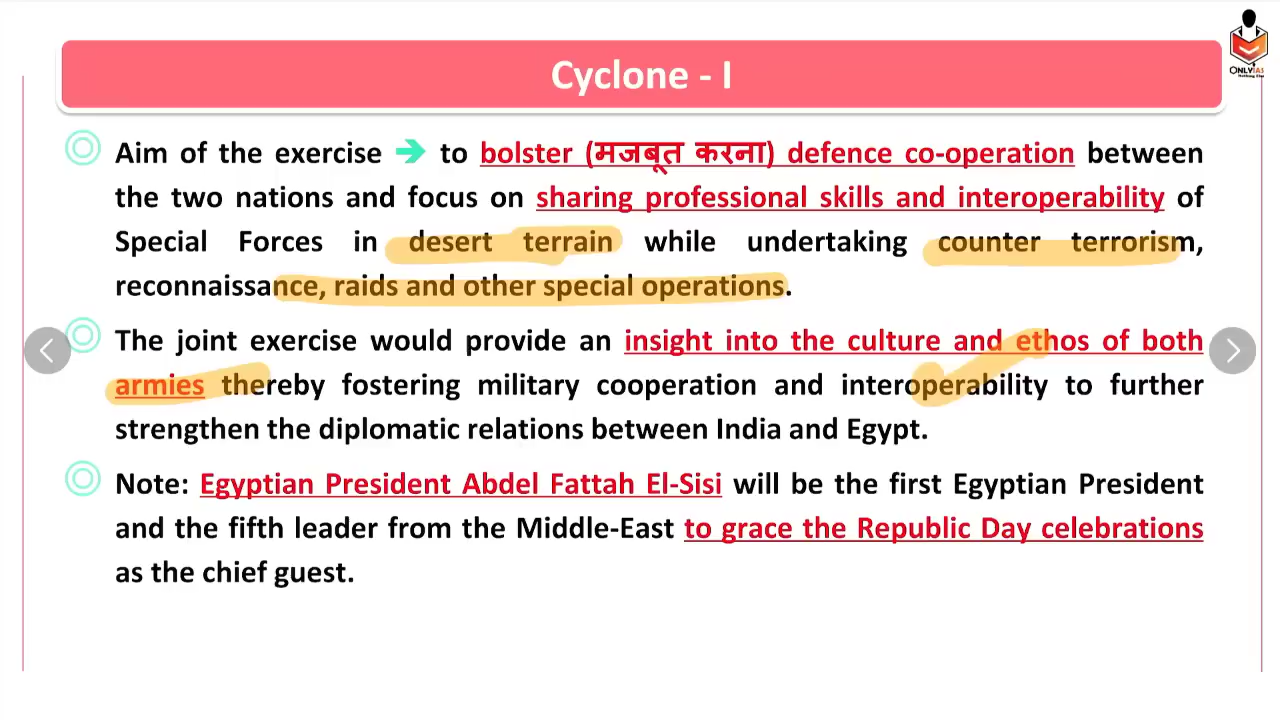 Cyclone - I
ONLYIAS
Nothing Else
Aim of the exercise → to bolster (मजबूत करना) defence co-operation between
the two nations and focus on sharing professional skills and interoperability of
Special Forces in desert terrain while undertaking counter terrorism,
reconnaissance, raids and other special operations.
The joint exercise would provide an insight into the culture and ethos of both
armies thereby fostering military cooperation and interoperability to further
strengthen the diplomatic relations between India and Egypt.
Note: Egyptian President Abdel Fattah El-Sisi will be the first Egyptian President
and the fifth leader from the Middle-East to grace the Republic Day celebrations
as the chief guest.